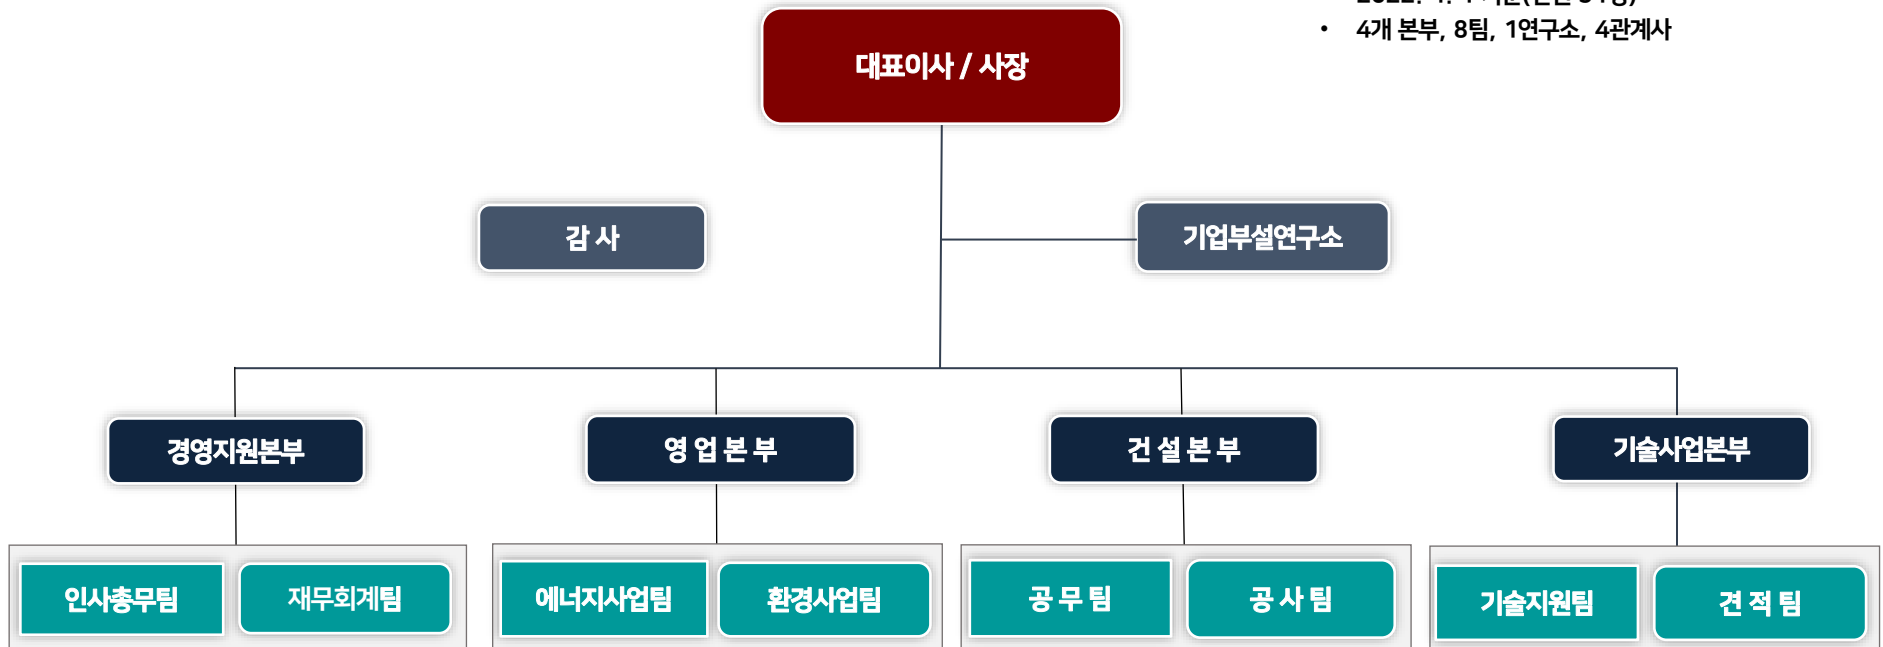 • 4개 본부, 8팀, 1연구소, 4관계사
대표이사 / 사장
감 사
기업부설연구소
경영지원본부
영 업 본 부
건 설 본 부
기술사업본부
인사총무팀
재무회계팀
에너지사업팀
환경사업팀
공 무 팀
공 사 팀
기술지원팀
견 적 팀